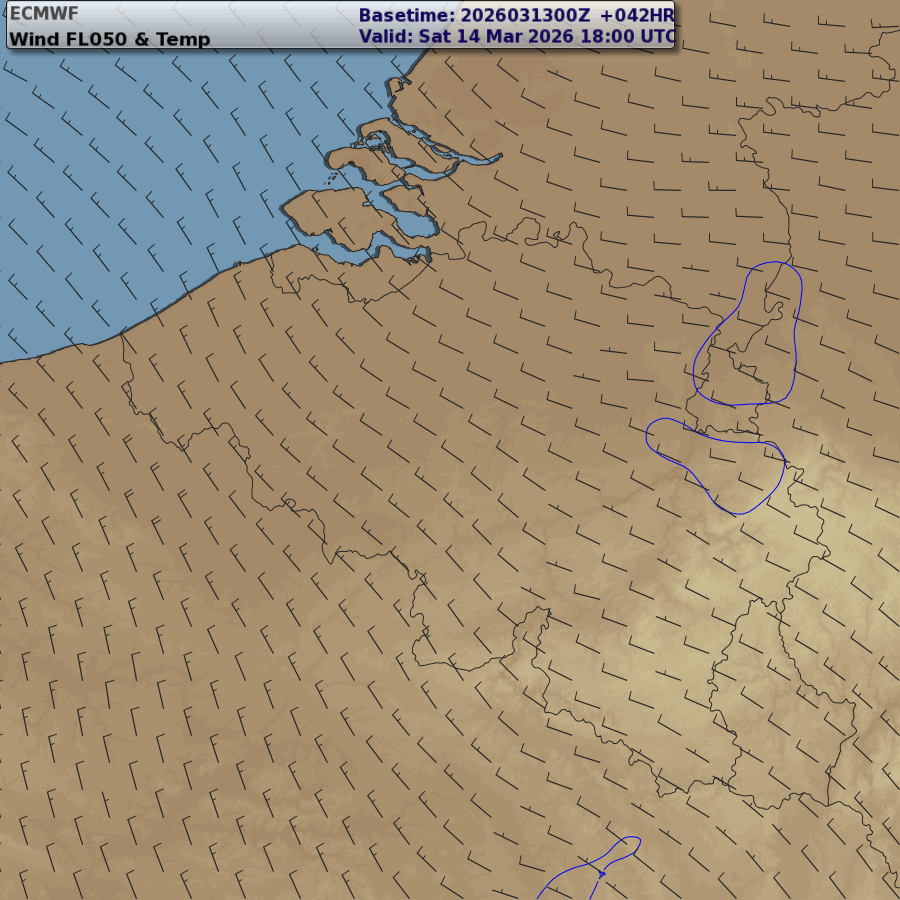 ECMWF
Wind FL050 & Temp
Basetime: 2026031300Z +042HR
Valid: Sat 14 Mar 2026 18:00 UTC